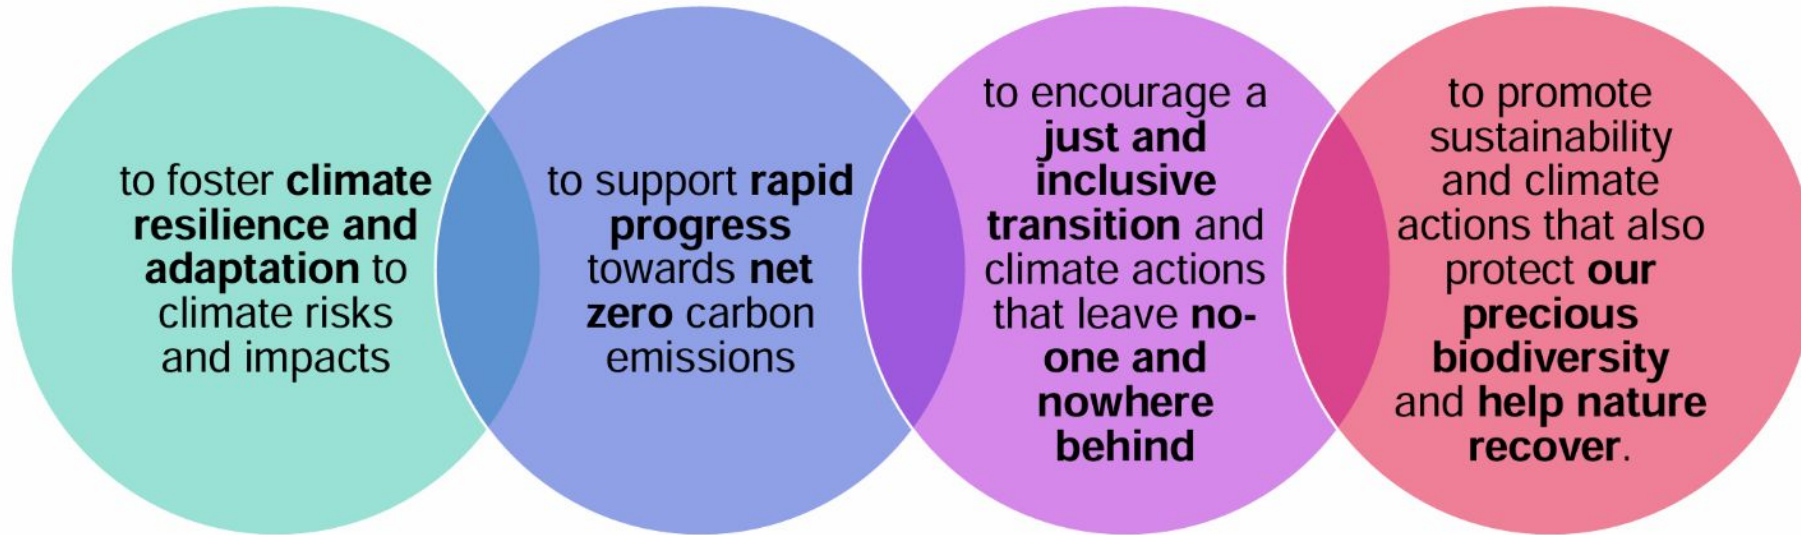 to foster climate
resilience and
adaptation to
climate risks
and impacts
to support rapid
progress
towards net
zero carbon
emissions
to encourage a
just and
inclusive
transition and
climate actions
that leave no-
one and
nowhere
behind
to promote
sustainability
and climate
actions that also
protect our
precious
biodiversity
and help nature
recover.